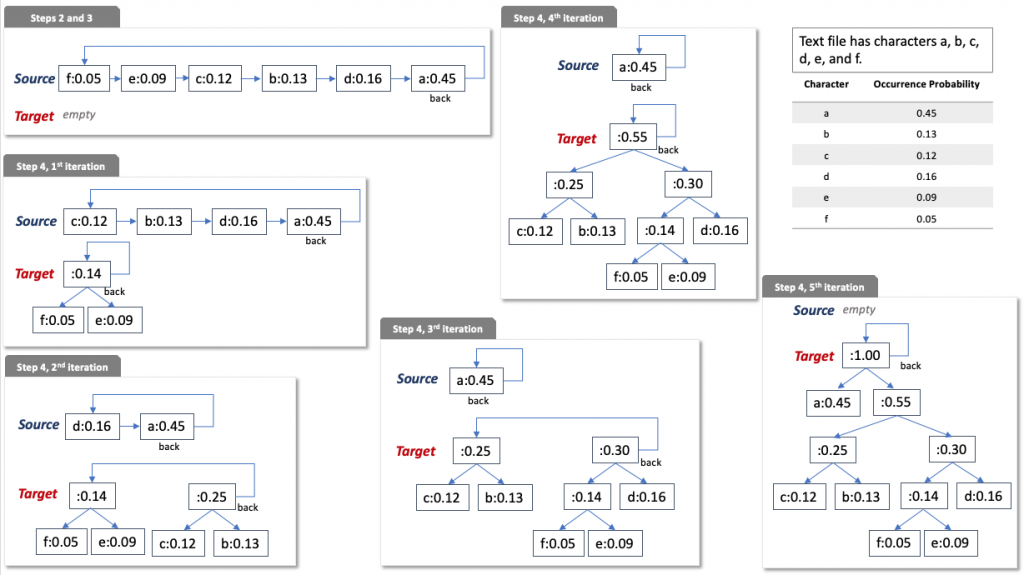 Steps 2 and 3
Source f:0.05 e:0.09 c:0.12 b:0.13 d:0.16 a:0.45
back
Target empty
Step 4, 1st iteration
Source c:0.12 b:0.13 d:0.16 a:0.45
back
Target :0.14
back
f:0.05 e:0.09
Step 4, 2nd iteration
Source d:0.16 a:0.45
back
Target :0.14 :0.25
back
f:0.05 e:0.09 c:0.12 b:0.13
Step 4, 3rd iteration
Source a:0.45
back
Target :0.25 :0.30
back
c:0.12 b:0.13 :0.14 d:0.16
f:0.05 e:0.09
Step 4, 4th iteration
Source a:0.45
back
Target :0.55
back
:0.25 :0.30
c:0.12 b:0.13 :0.14 d:0.16
f:0.05 e:0.09
Text file has characters a, b, c,
d, e, and f.
Character Occurrence Probability
a 0.45
b 0.13
c 0.12
d 0.16
e 0.09
f 0.05
Step 4, 5th iteration
Source empty
Target :1.00
back
a:0.45 :0.55
:0.25 :0.30
c:0.12 b:0.13 :0.14 d:0.16
f:0.05 e:0.09